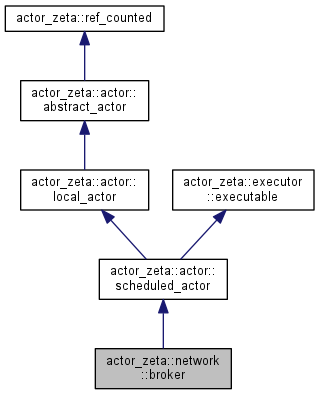 actor_zeta::ref_counted
actor_zeta::actor::
abstract_actor
actor_zeta::actor::
local_actor
actor_zeta::executor
::executable
actor_zeta::actor::
scheduled_actor
actor_zeta::network
::broker